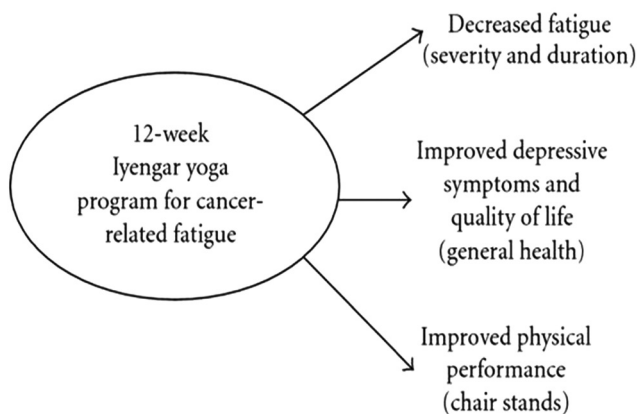 12-week
Iyengar yoga
program for cancer-
related fatigue
Decreased fatigue
(severity and duration)
Improved depressive
symptoms and
quality of life
(general health)
Improved physical
performance
(chair stands)